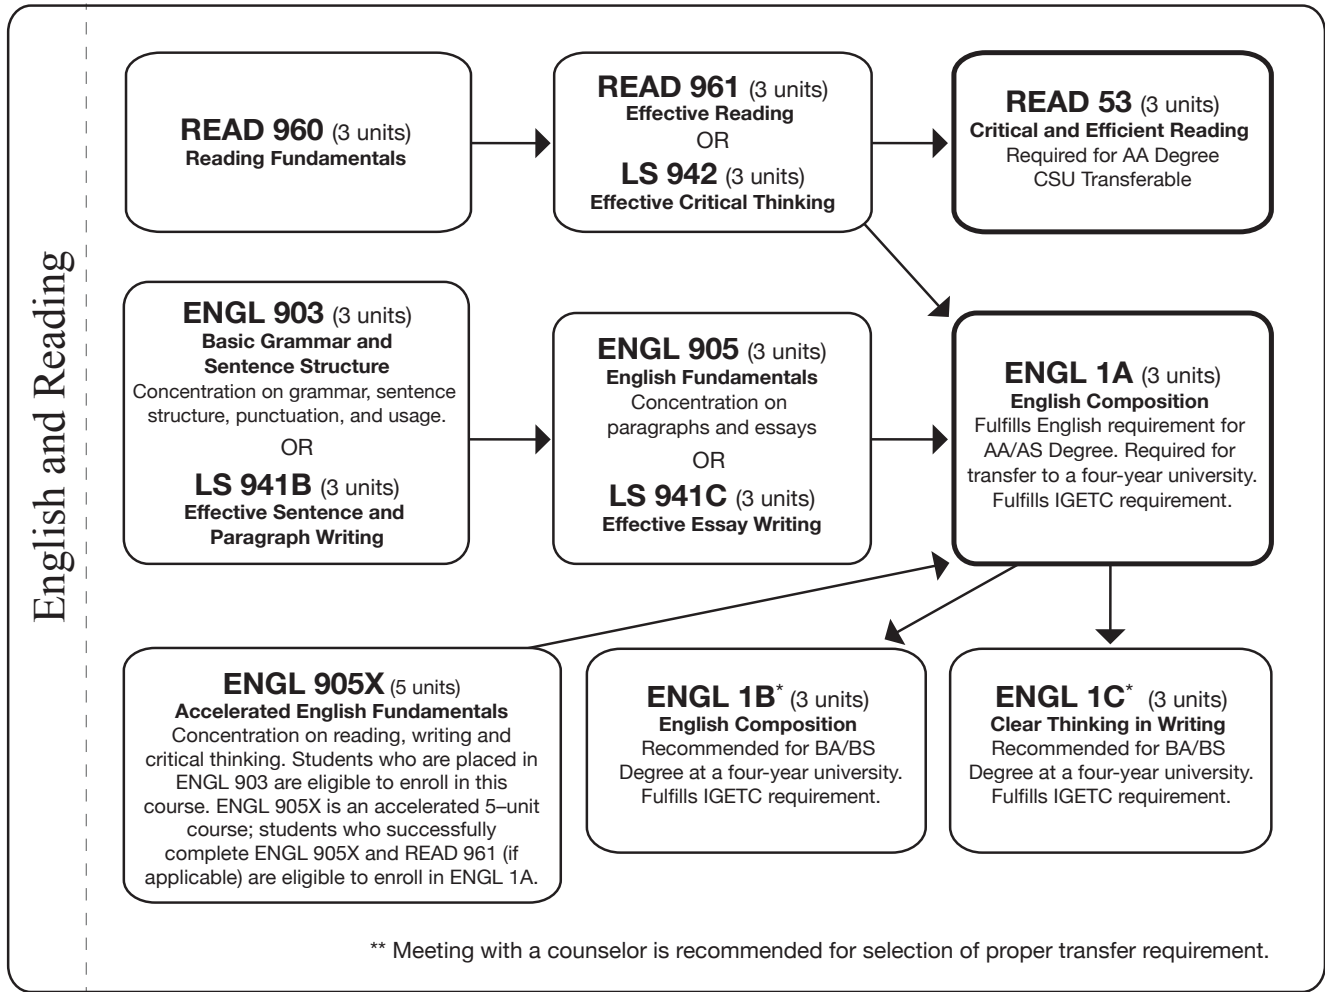 English and Reading
READ 960 (3 units)
Reading Fundamentals
READ 961 (3 units)
Effective Reading
OR
LS 942 (3 units)
Effective Critical Thinking
READ 53 (3 units)
Critical and Efficient Reading
Required for AA Degree
CSU Transferable
ENGL 903 (3 units)
Basic Grammar and
Sentence Structure
Concentration on grammar, sentence
structure, punctuation, and usage.
OR
LS 941B (3 units)
Effective Sentence and
Paragraph Writing
ENGL 905 (3 units)
English Fundamentals
Concentration on
paragraphs and essays
OR
LS 941C (3 units)
Effective Essay Writing
ENGL 1A (3 units)
English Composition
Fulfills English requirement for
AA/AS Degree. Required for
transfer to a four-year university.
Fulfills IGETC requirement.
ENGL 905X (5 units)
Accelerated English Fundamentals
Concentration on reading, writing and
critical thinking. Students who are placed in
ENGL 903 are eligible to enroll in this
course. ENGL 905X is an accelerated 5–unit
course; students who successfully
complete ENGL 905X and READ 961 (if
applicable) are eligible to enroll in ENGL 1A.
ENGL 1B* (3 units)
English Composition
Recommended for BA/BS
Degree at a four-year university.
Fulfills IGETC requirement.
ENGL 1C* (3 units)
Clear Thinking in Writing
Recommended for BA/BS
Degree at a four-year university.
Fulfills IGETC requirement.
** Meeting with a counselor is recommended for selection of proper transfer requirement.